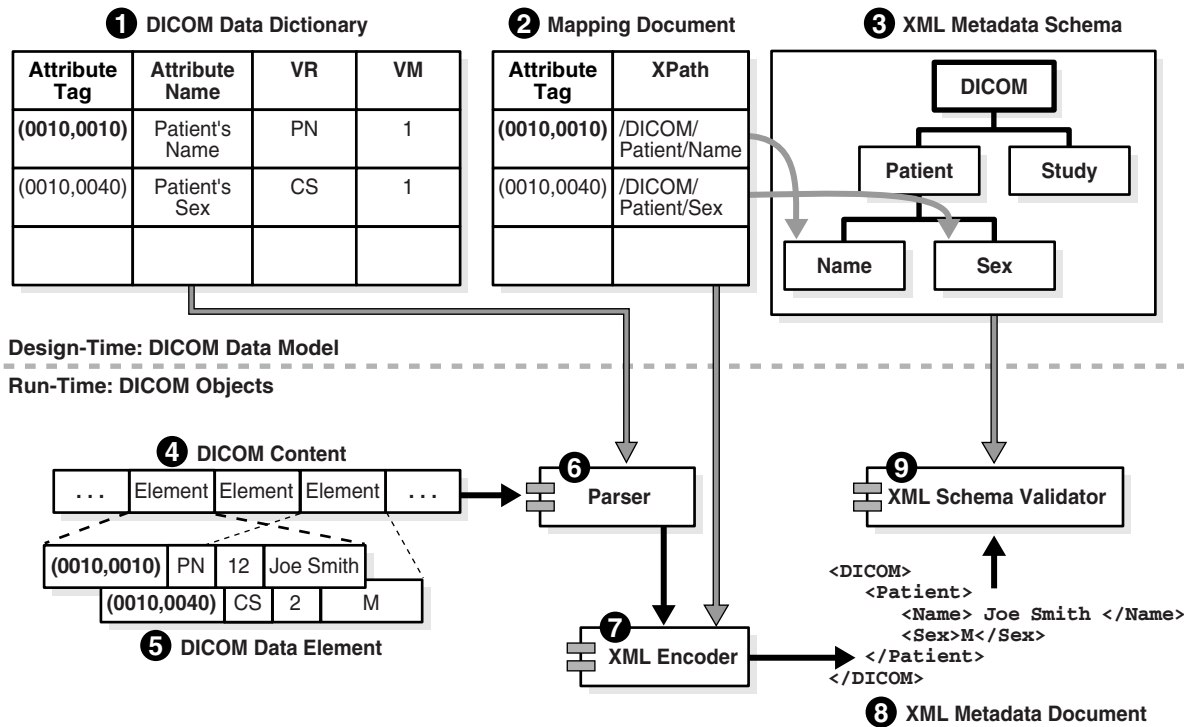 1 DICOM Data Dictionary
Attribute Tag
Attribute Name
VR
VM
(0010,0010)
Patient's
Name
PN
1
(0010,0040)
Patient's
Sex
CS
1
2 Mapping Document
Attribute Tag
XPath
(0010,0010)
/DICOM/
Patient/Name
(0010,0040)
/DICOM/
Patient/Sex
3 XML Metadata Schema
DICOM
Patient
Study
Name
Sex
Design-Time: DICOM Data Model
Run-Time: DICOM Objects
4 DICOM Content
. . .
Element
Element
Element
. . .
(0010,0010)
PN
12
Joe Smith
(0010,0040)
CS
2
M
5 DICOM Data Element
6
Parser
7
XML Encoder
9
XML Schema Validator
<DICOM>
<Patient>
<Name> Joe Smith </Name>
<Sex>M</Sex>
</Patient>
</DICOM>
8 XML Metadata Document